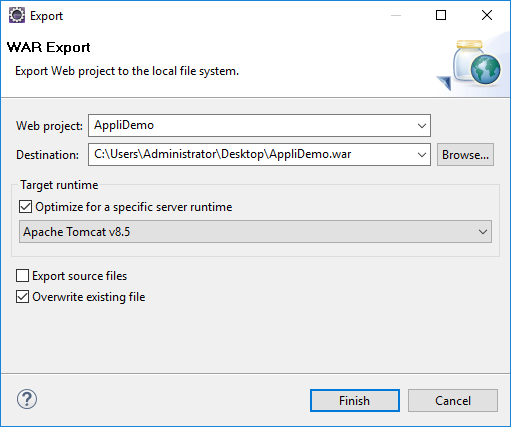 Export
WAR Export
Export Web project to the local file system.
Web project: AppliDemo
Destination: C:\Users\Administrator\Desktop\AppliDemo.war Browse...
Target runtime
Optimize for a specific server runtime
Apache Tomcat v8.5
Export source files
Overwrite existing file
? Finish Cancel